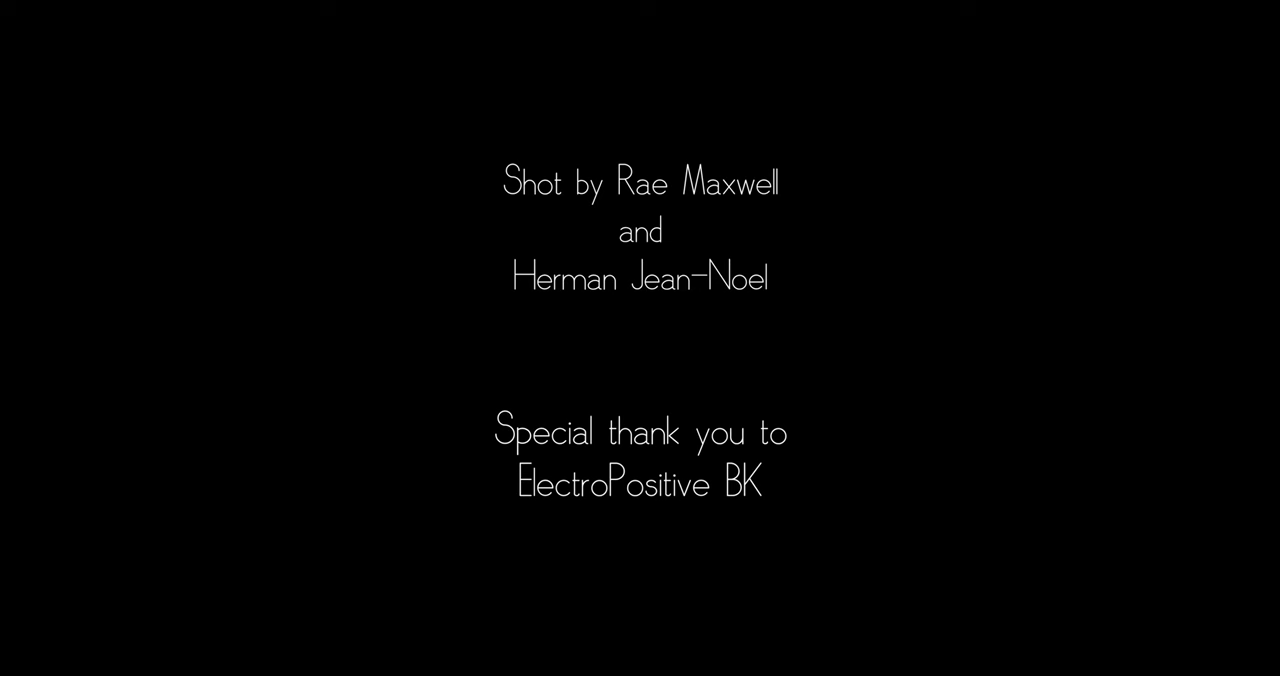 Shot by Rae Maxwell
and
Herman Jean-Noel
Special thank you to
ElectroPositive BK